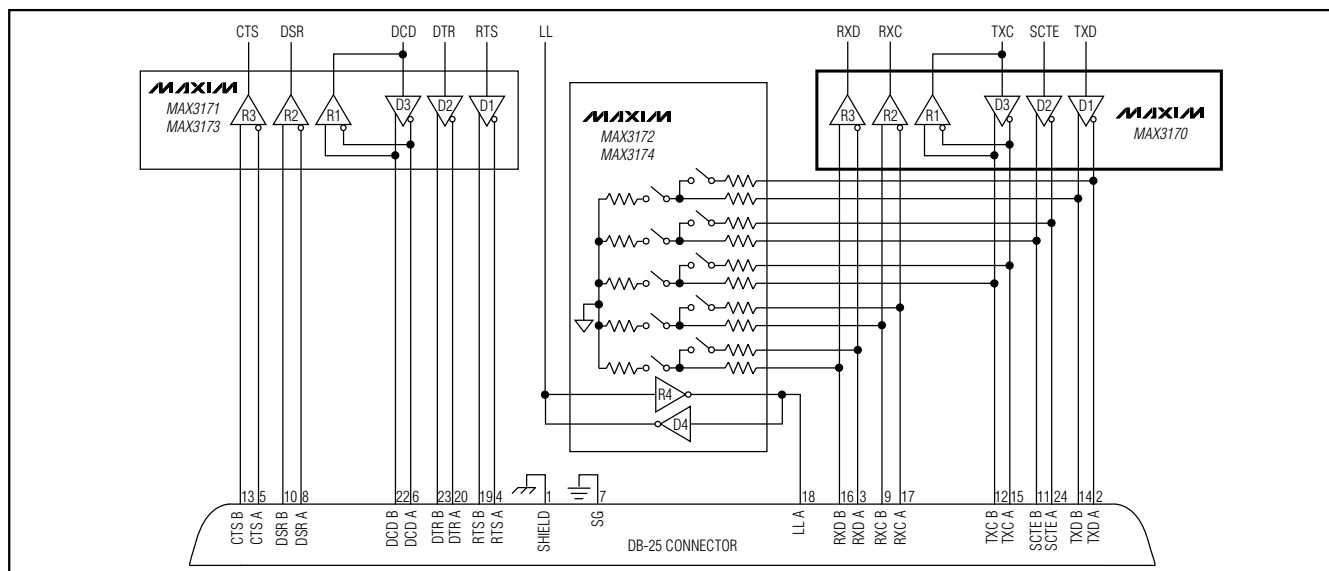 CTS DSR DCD DTR RTS LL RXD RXC TXC SCTE TXD
MAXIM
MAX3171
MAX3173
R3 R2 R1 D3 D2 D1
MAXIM
MAX3172
MAX3174
R3 R2 R1 D3 D2 D1
MAXIM
MAX3170
R4
D4
13 5 10 8 22 6 23 20 19 4 1 7 18 16 3 9 17 12 15 11 24 14 2
CTS B
CTS A
DSR B
DSR A
DCD B
DCD A
DTR B
DTR A
RTS B
RTS A
SHIELD
SG
LL A
RXD B
RXD A
RXC B
RXC A
TXC B
TXC A
SCTE B
SCTE A
TXD B
TXD A
DB-25 CONNECTOR